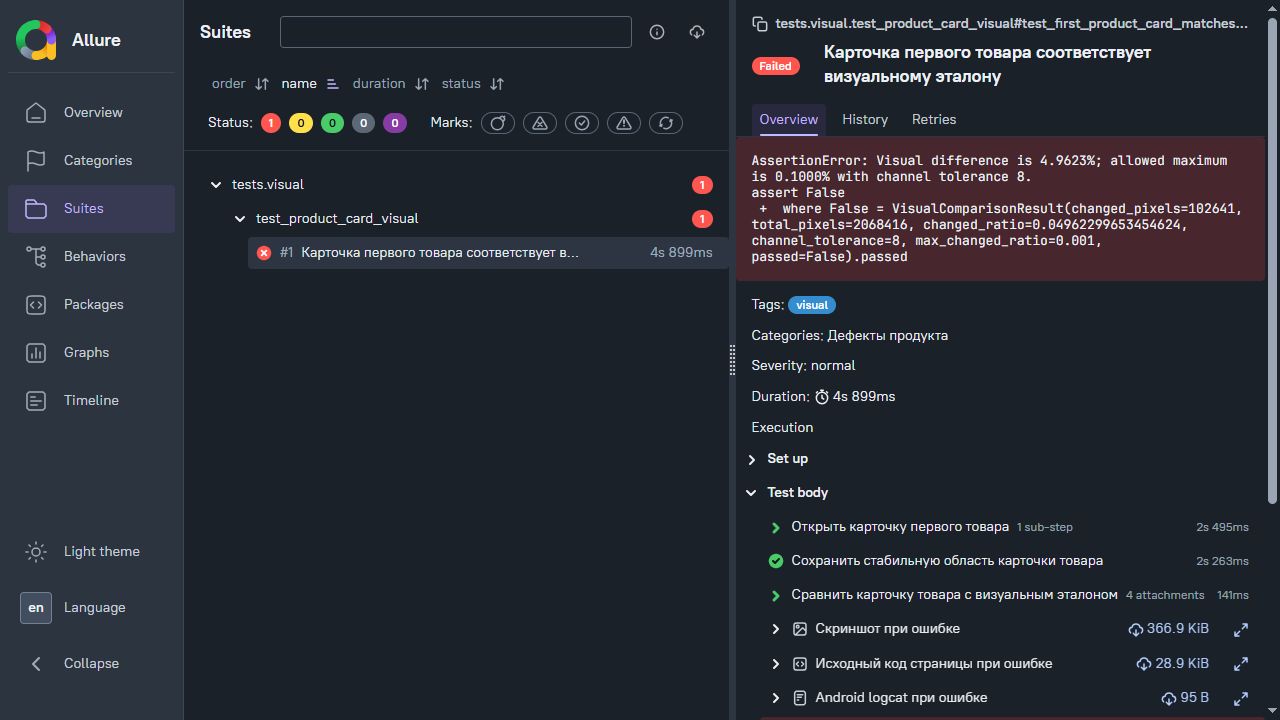 Allure
Overview
Categories
Suites
Behaviors
Packages
Graphs
Timeline
Light theme
en Language
Collapse
Suites
order name duration status
Status: 1 0 0 0 0 Marks:
tests.visual 1
test_product_card_visual 1
#1 Карточка первого товара соответствует в... 4s 899ms
tests.visual.test_product_card_visual#test_first_product_card_matches...
Failed
Карточка первого товара соответствует
визуальному эталону
Overview History Retries
AssertionError: Visual difference is 4.9623%; allowed maximum
is 0.1000% with channel tolerance 8.
assert False
+ where False = VisualComparisonResult(changed_pixels=102641,
total_pixels=2068416, changed_ratio=0.04962299653454624,
channel_tolerance=8, max_changed_ratio=0.001,
passed=False).passed
Tags: visual
Categories: Дефекты продукта
Severity: normal
Duration: 4s 899ms
Execution
Set up
Test body
Открыть карточку первого товара 1 sub-step 2s 495ms
Сохранить стабильную область карточки товара 2s 263ms
Сравнить карточку товара с визуальным эталоном 4 attachments 141ms
Скриншот при ошибке 366.9 KiB
Исходный код страницы при ошибке 28.9 KiB
Android logcat при ошибке 95 B